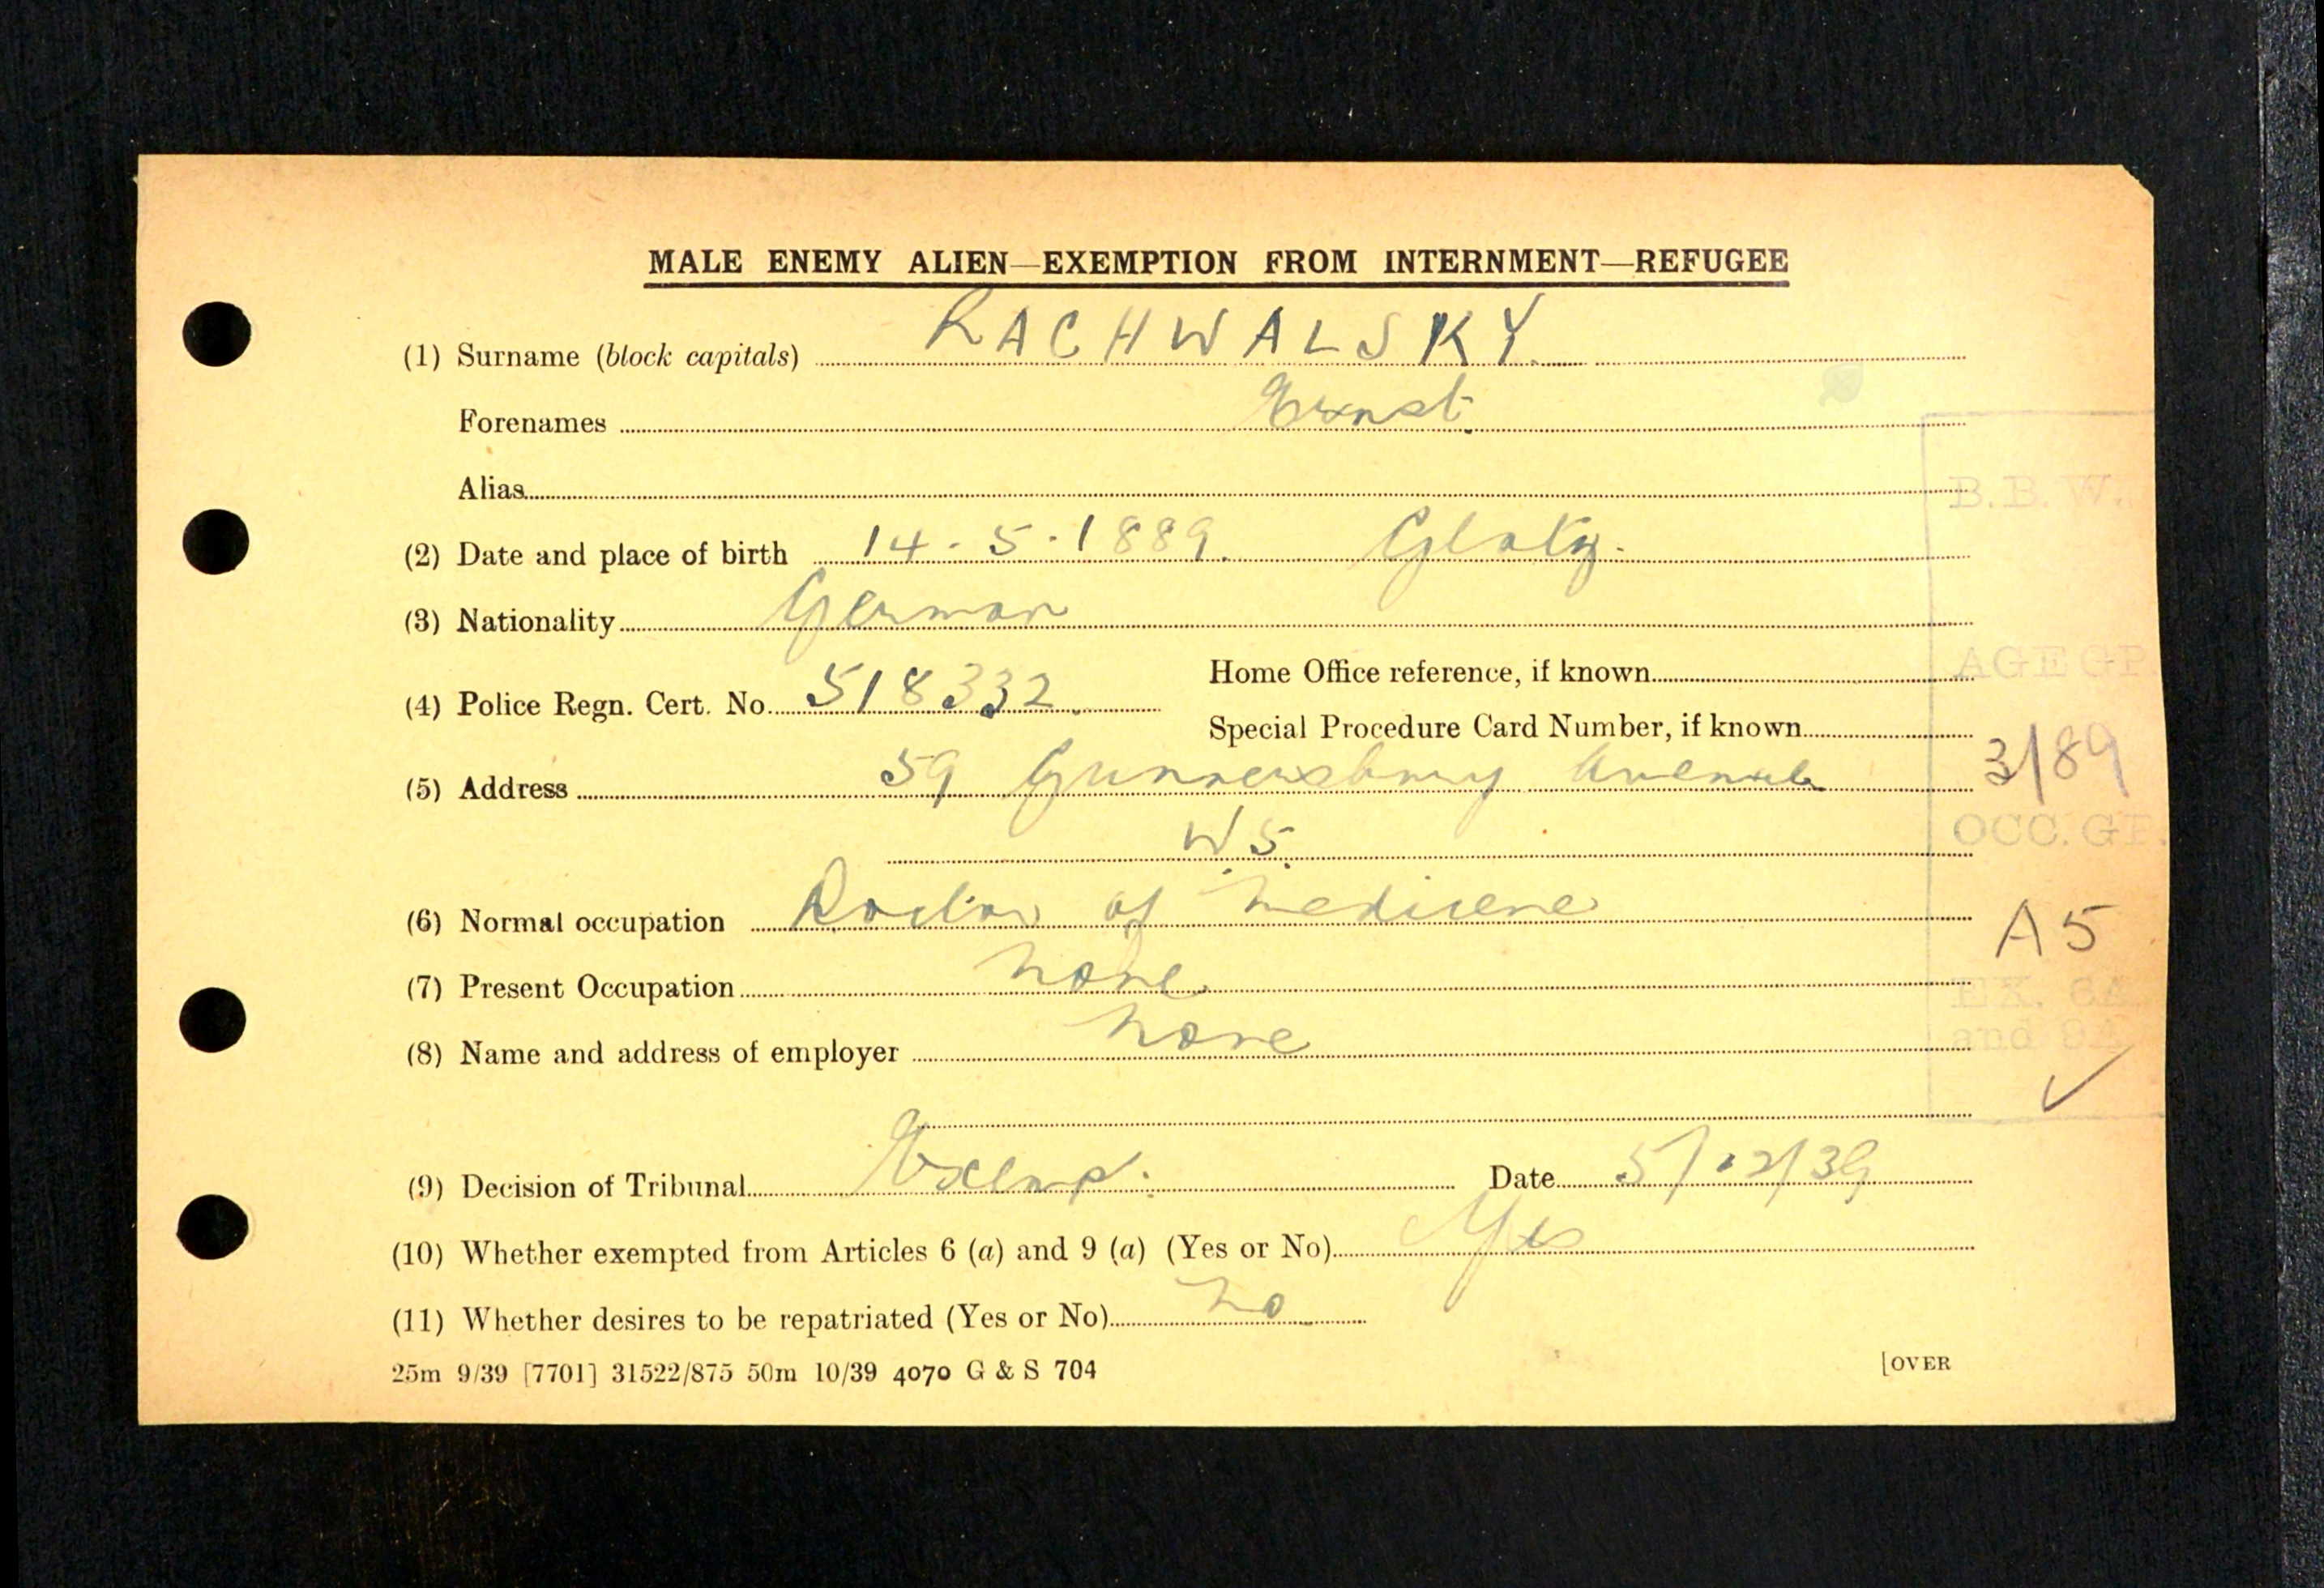 MALE ENEMY ALIEN—EXEMPTION FROM INTERNMENT—REFUGEE
(1) Surname (block capitals) RACHWALSKY.
Forenames Ernst.
Alias
(2) Date and place of birth 14.5.1889. Glatz.
(3) Nationality German
(4) Police Regn. Cert. No. 518332.
Home Office reference, if known
Special Procedure Card Number, if known
(5) Address 59 Gunnersbury Avenue
W.5.
(6) Normal occupation Doctor of Medicine
(7) Present Occupation None
(8) Name and address of employer None
(9) Decision of Tribunal Exempt. Date 5/12/39
(10) Whether exempted from Articles 6 (a) and 9 (a) (Yes or No) Yes
(11) Whether desires to be repatriated (Yes or No) No
25m 9/39 [7701] 31522/875 50m 10/39 4070 G & S 704
[OVER
B.B.W.
AGE GP.
3/89
OCC. GP.
A5
EX. 6A
and 9A
✓